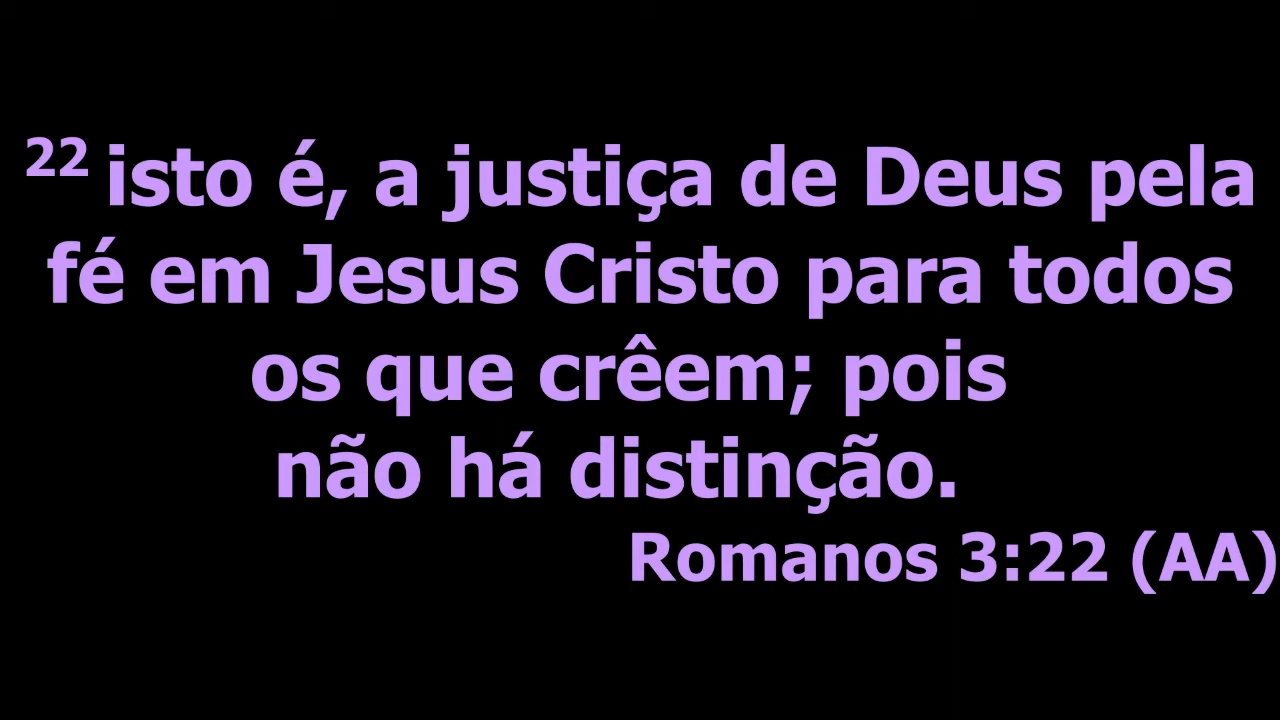 22 isto é, a justiça de Deus pela
fé em Jesus Cristo para todos
os que crêem; pois
não há distinção.
Romanos 3:22 (AA)